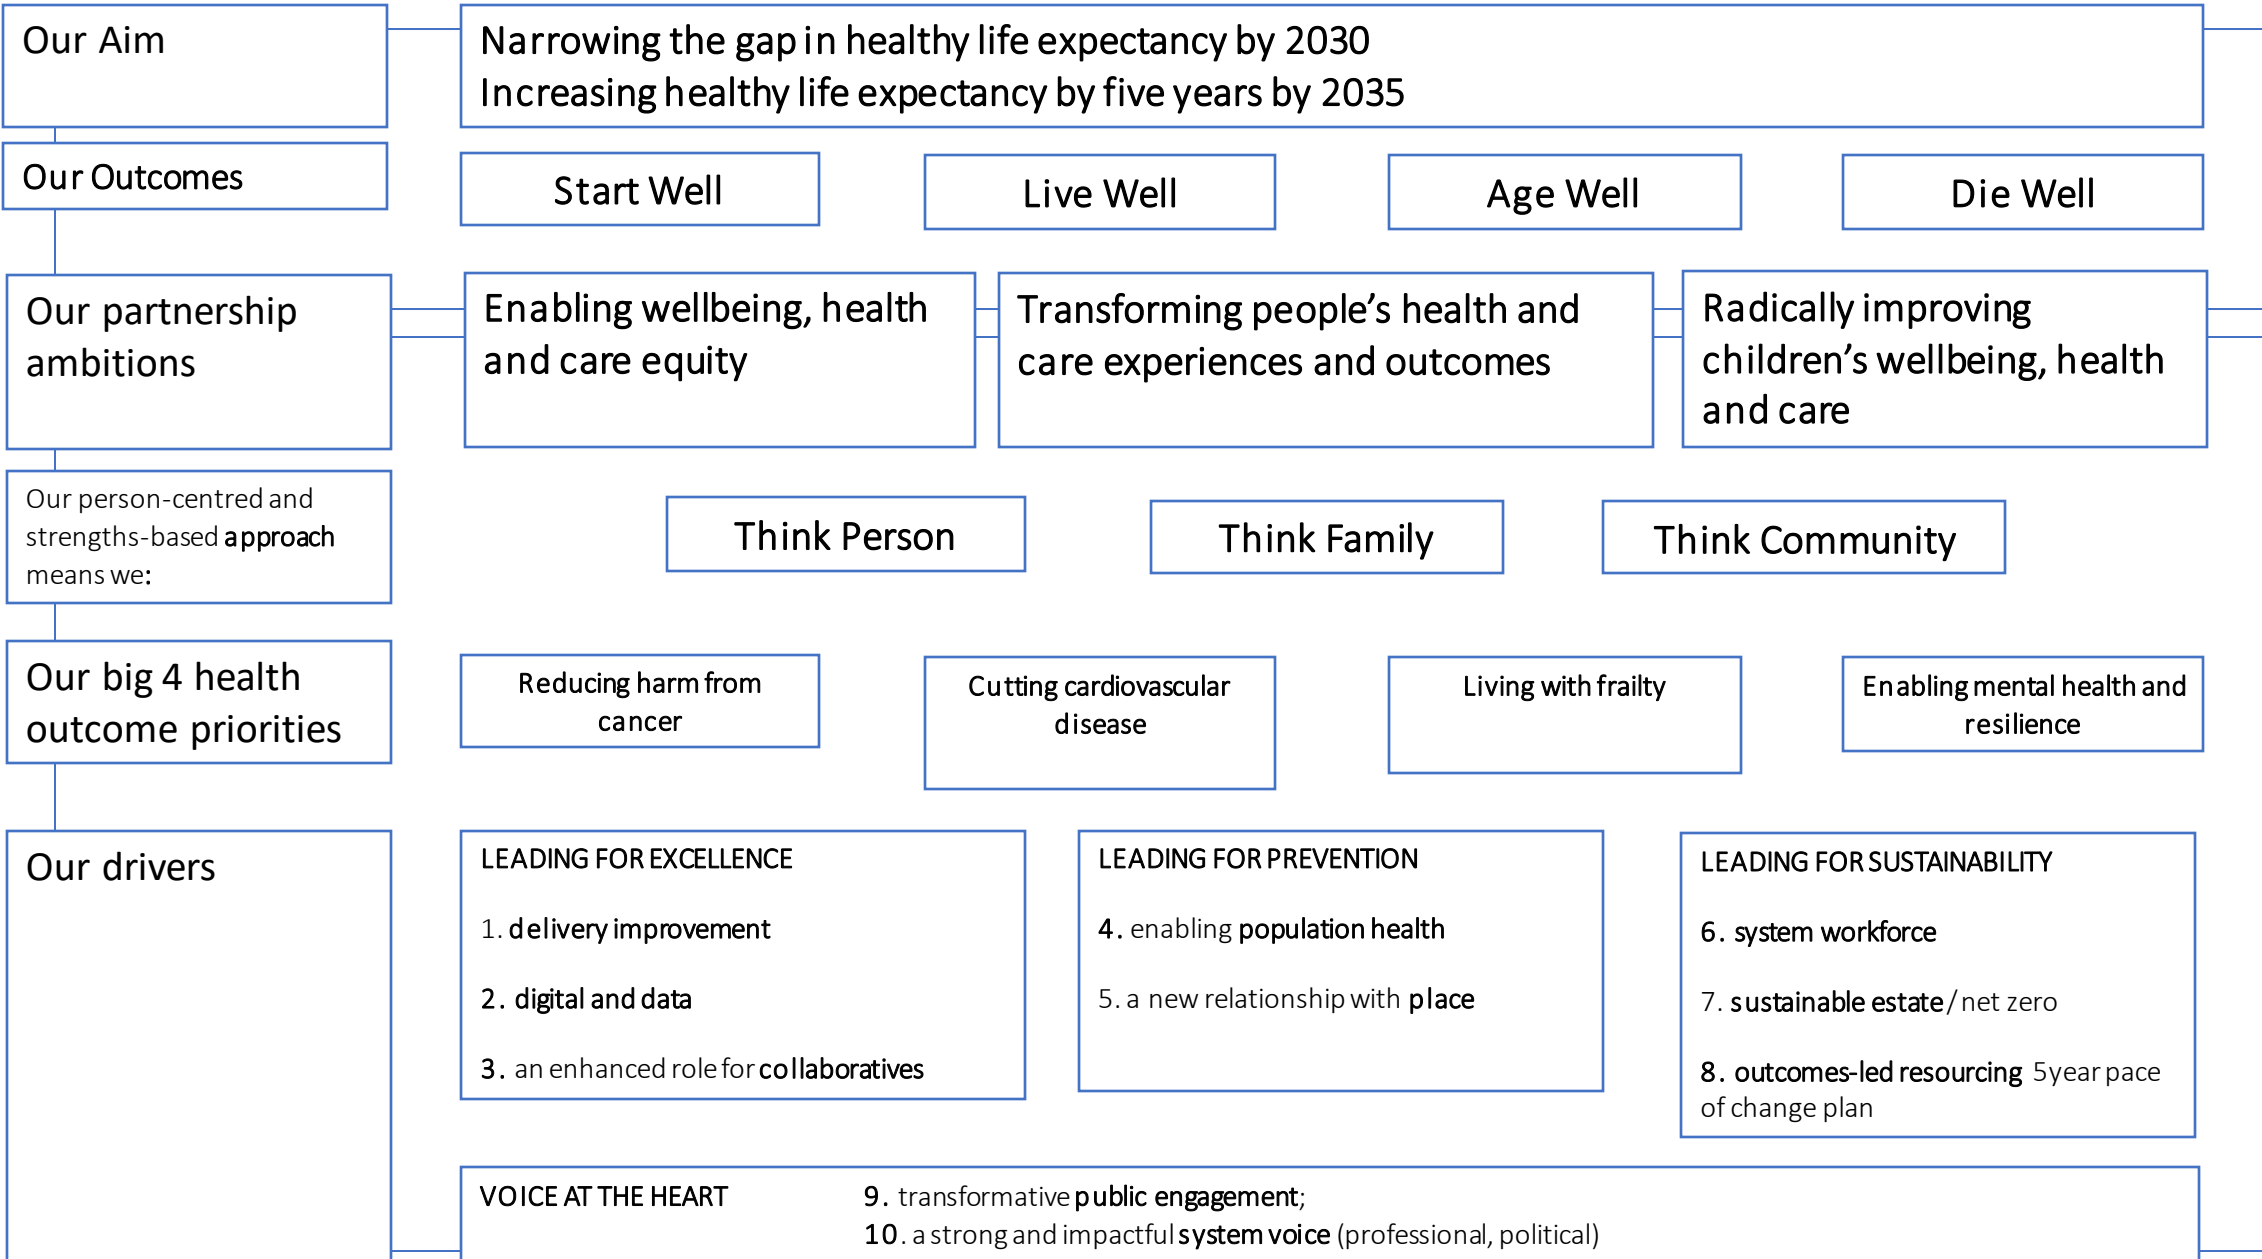 Our Aim
Narrowing the gap in healthy life expectancy by 2030
Increasing healthy life expectancy by five years by 2035
Our Outcomes
Start Well
Live Well
Age Well
Die Well
Our partnership
ambitions
Enabling wellbeing, health
and care equity
Transforming people’s health and
care experiences and outcomes
Radically improving
children’s wellbeing, health
and care
Our person-centred and
strengths-based approach
means we:
Think Person
Think Family
Think Community
Our big 4 health
outcome priorities
Reducing harm from
cancer
Cutting cardiovascular
disease
Living with frailty
Enabling mental health and
resilience
Our drivers
LEADING FOR EXCELLENCE
1. delivery improvement
2. digital and data
3. an enhanced role for collaboratives
LEADING FOR PREVENTION
4. enabling population health
5. a new relationship with place
LEADING FOR SUSTAINABILITY
6. system workforce
7. sustainable estate/ net zero
8. outcomes-led resourcing 5year pace
of change plan
VOICE AT THE HEART
9. transformative public engagement;
10. a strong and impactful system voice (professional, political)